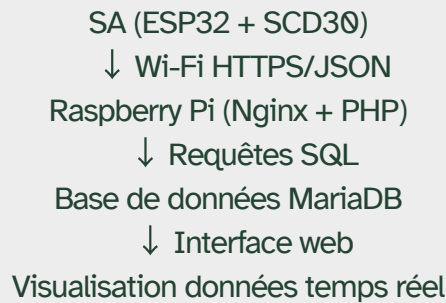 SA (ESP32 + SCD30)
↓ Wi-Fi HTTPS/JSON
Raspberry Pi (Nginx + PHP)
↓ Requêtes SQL
Base de données MariaDB
↓ Interface web
Visualisation données temps réel